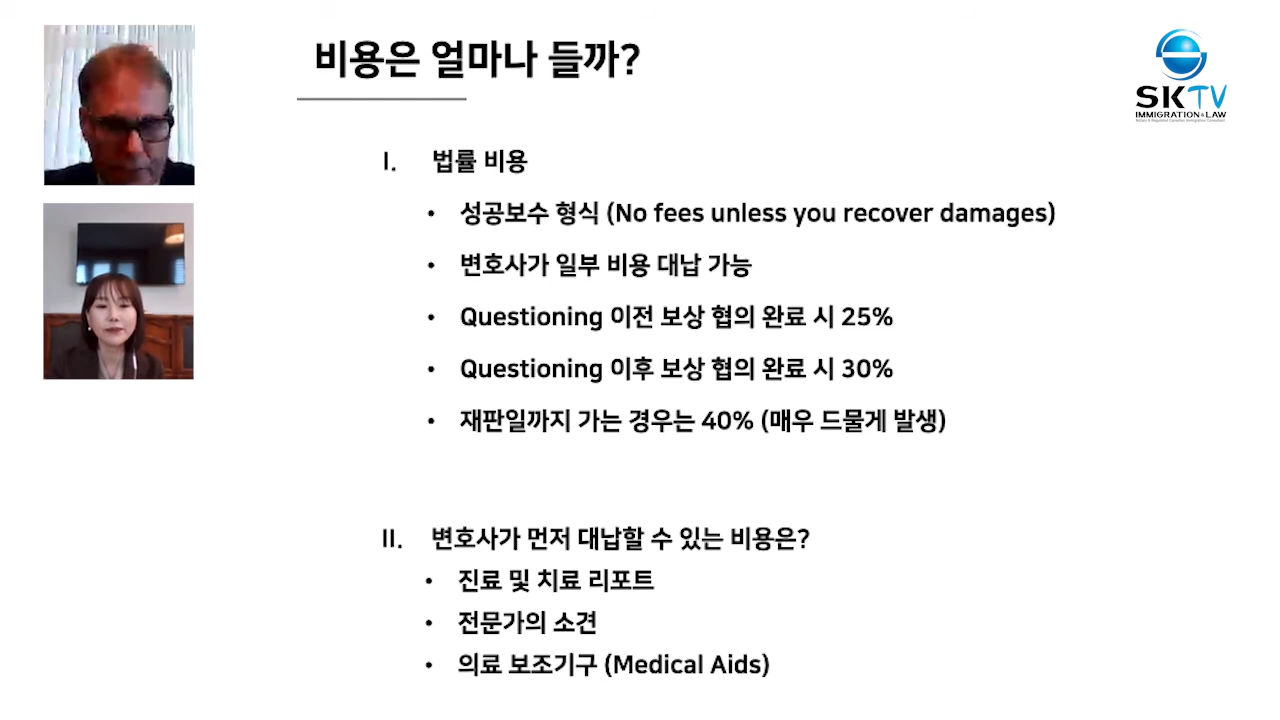 비용은 얼마나 들까?
SKTV
IMMIGRATION & LAW
I. 법률 비용
• 성공보수 형식 (No fees unless you recover damages)
• 변호사가 일부 비용 대납 가능
• Questioning 이전 보상 협의 완료 시 25%
• Questioning 이후 보상 협의 완료 시 30%
• 재판일까지 가는 경우는 40% (매우 드물게 발생)
II. 변호사가 먼저 대납할 수 있는 비용은?
• 진료 및 치료 리포트
• 전문가의 소견
• 의료 보조기구 (Medical Aids)